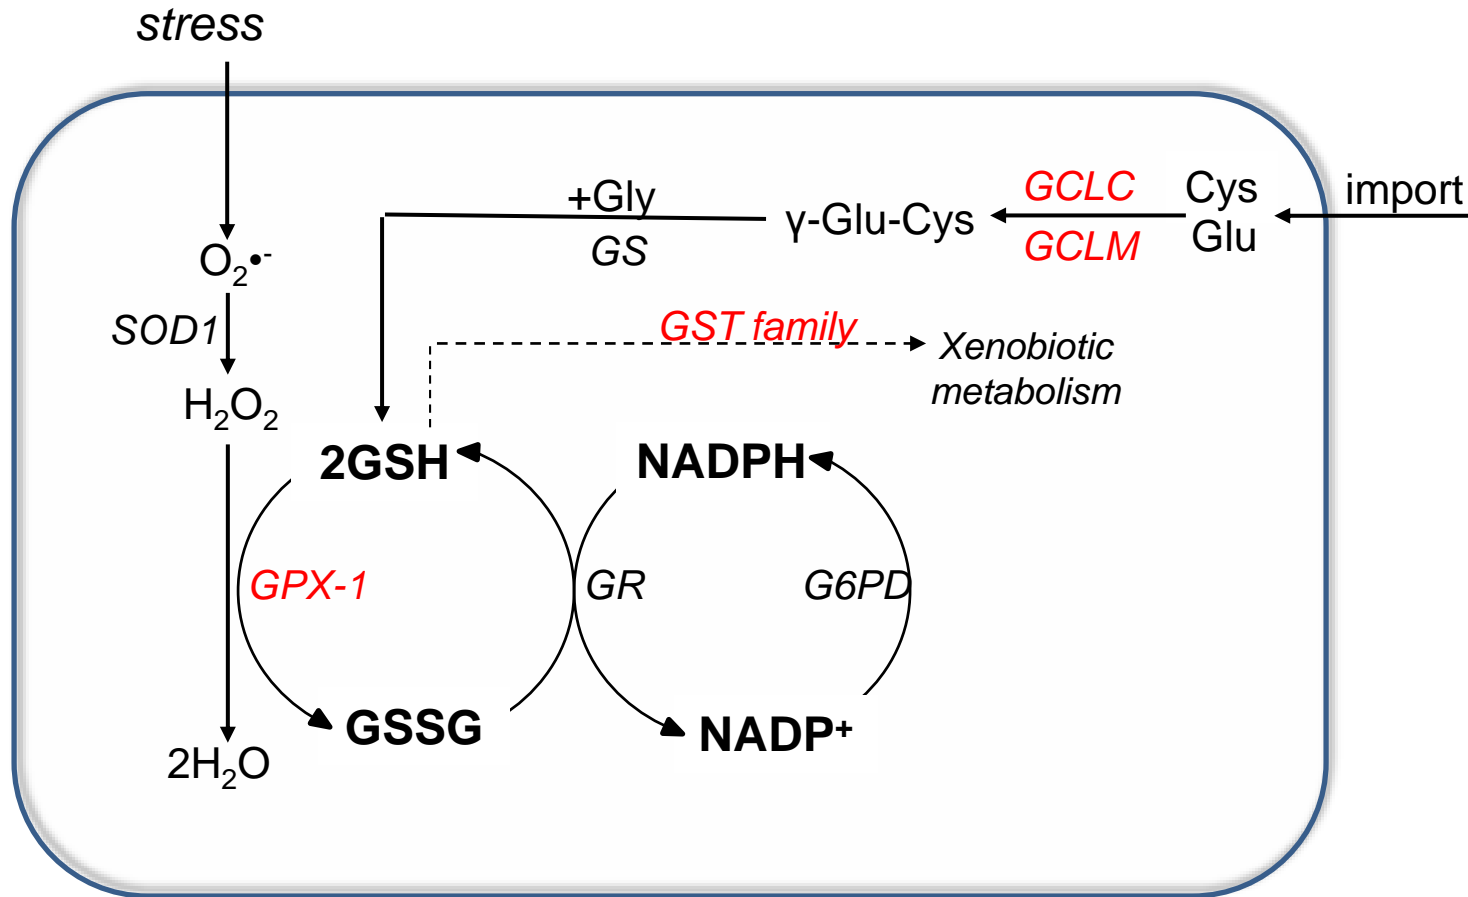 stress
GCLC
Cys
import
+Gly
γ-Glu-Cys
Glu
GS
GCLM
O₂•⁻
SOD1
GST family
Xenobiotic
metabolism
H₂O₂
2GSH
NADPH
GPX-1
GR
G6PD
GSSG
NADP⁺
2H₂O